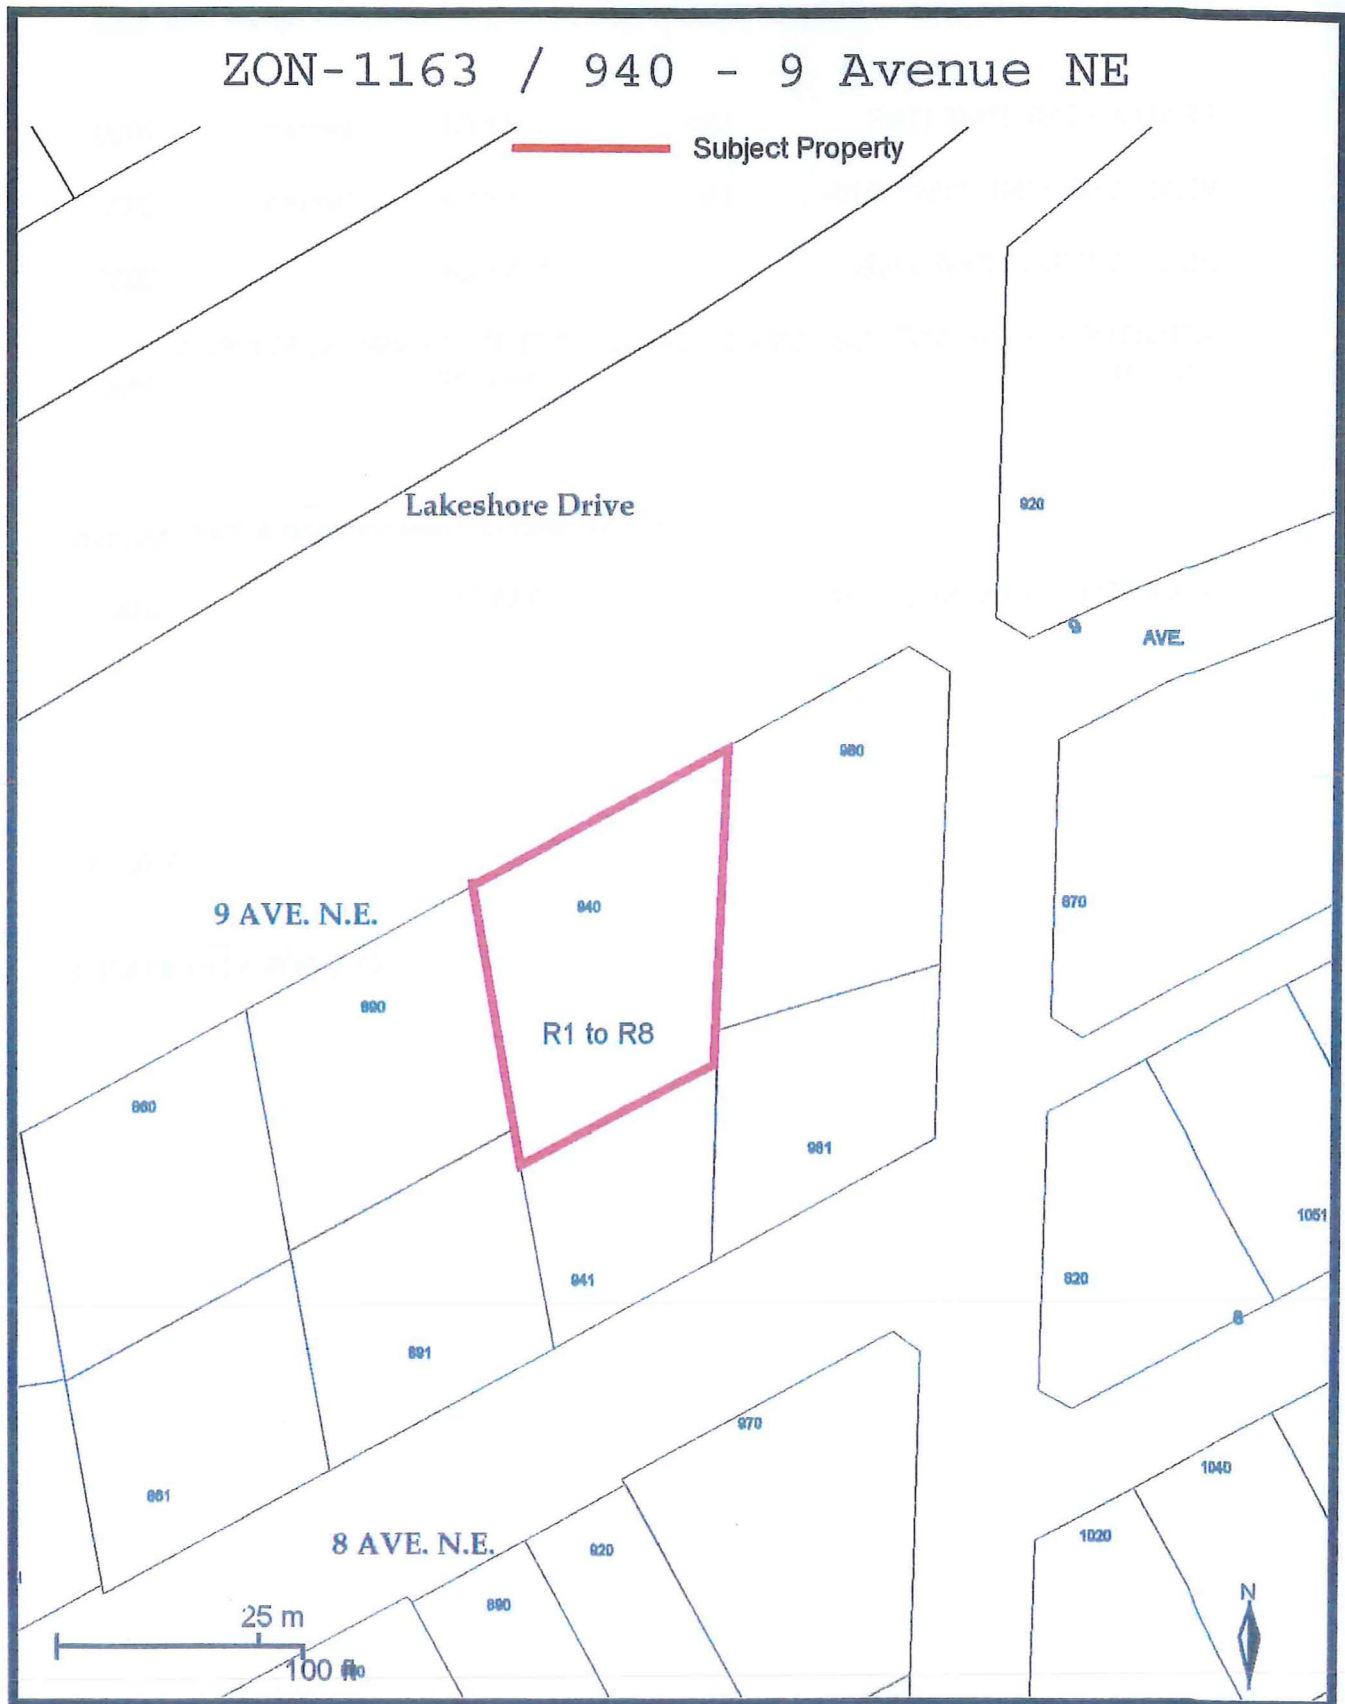 ZON-1163 / 940 - 9 Avenue NE
Subject Property
Lakeshore Drive
920
9 AVE.
980
940
870
9 AVE. N.E.
890
R1 to R8
860
981
1051
941
820
8
891
970
1040
861
1020
8 AVE. N.E.
920
890
N
25 m
100 ft